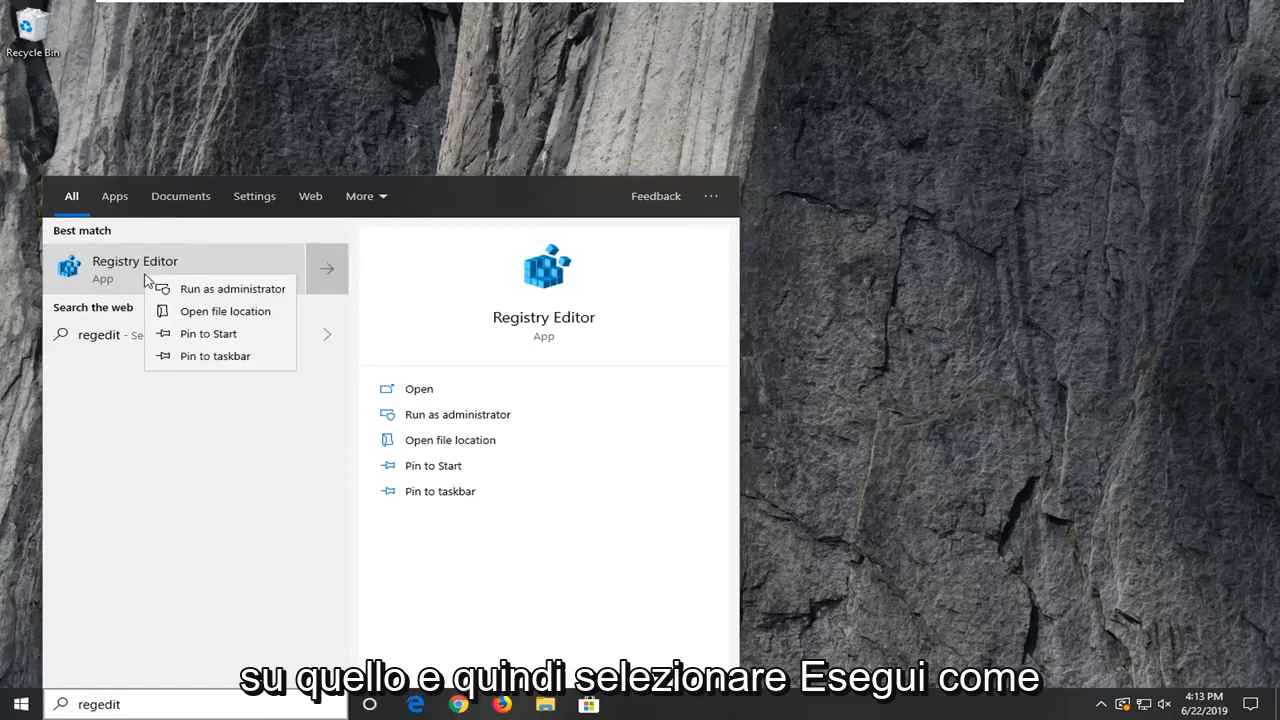 Recycle Bin
All Apps Documents Settings Web More Feedback ...
Best match
Registry Editor
App
Run as administrator
Open file location
Pin to Start
Pin to taskbar
Search the web
regedit - Se
Registry Editor
App
Open
Run as administrator
Open file location
Pin to Start
Pin to taskbar
su quello e quindi selezionare Esegui come
regedit
4:13 PM
6/22/2019